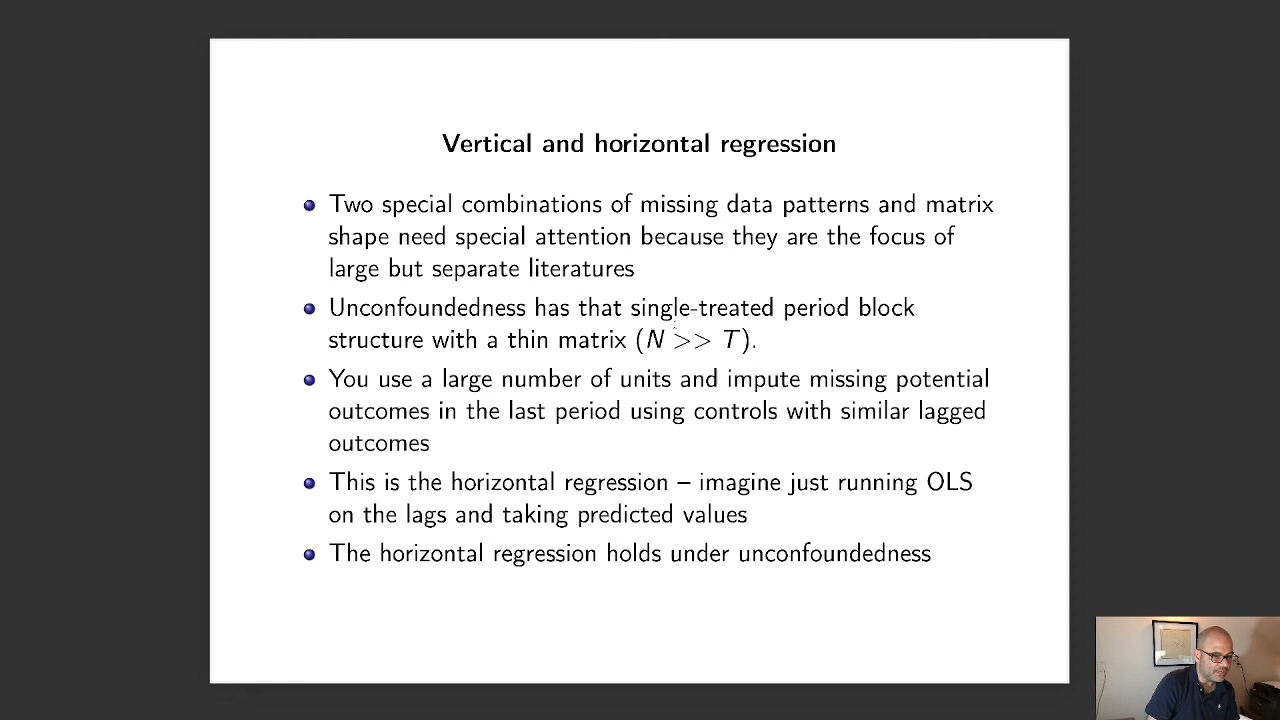 Vertical and horizontal regression
Two special combinations of missing data patterns and matrix
shape need special attention because they are the focus of
large but separate literatures
Unconfoundedness has that single-treated period block
structure with a thin matrix (N >> T).
You use a large number of units and impute missing potential
outcomes in the last period using controls with similar lagged
outcomes
This is the horizontal regression – imagine just running OLS
on the lags and taking predicted values
The horizontal regression holds under unconfoundedness